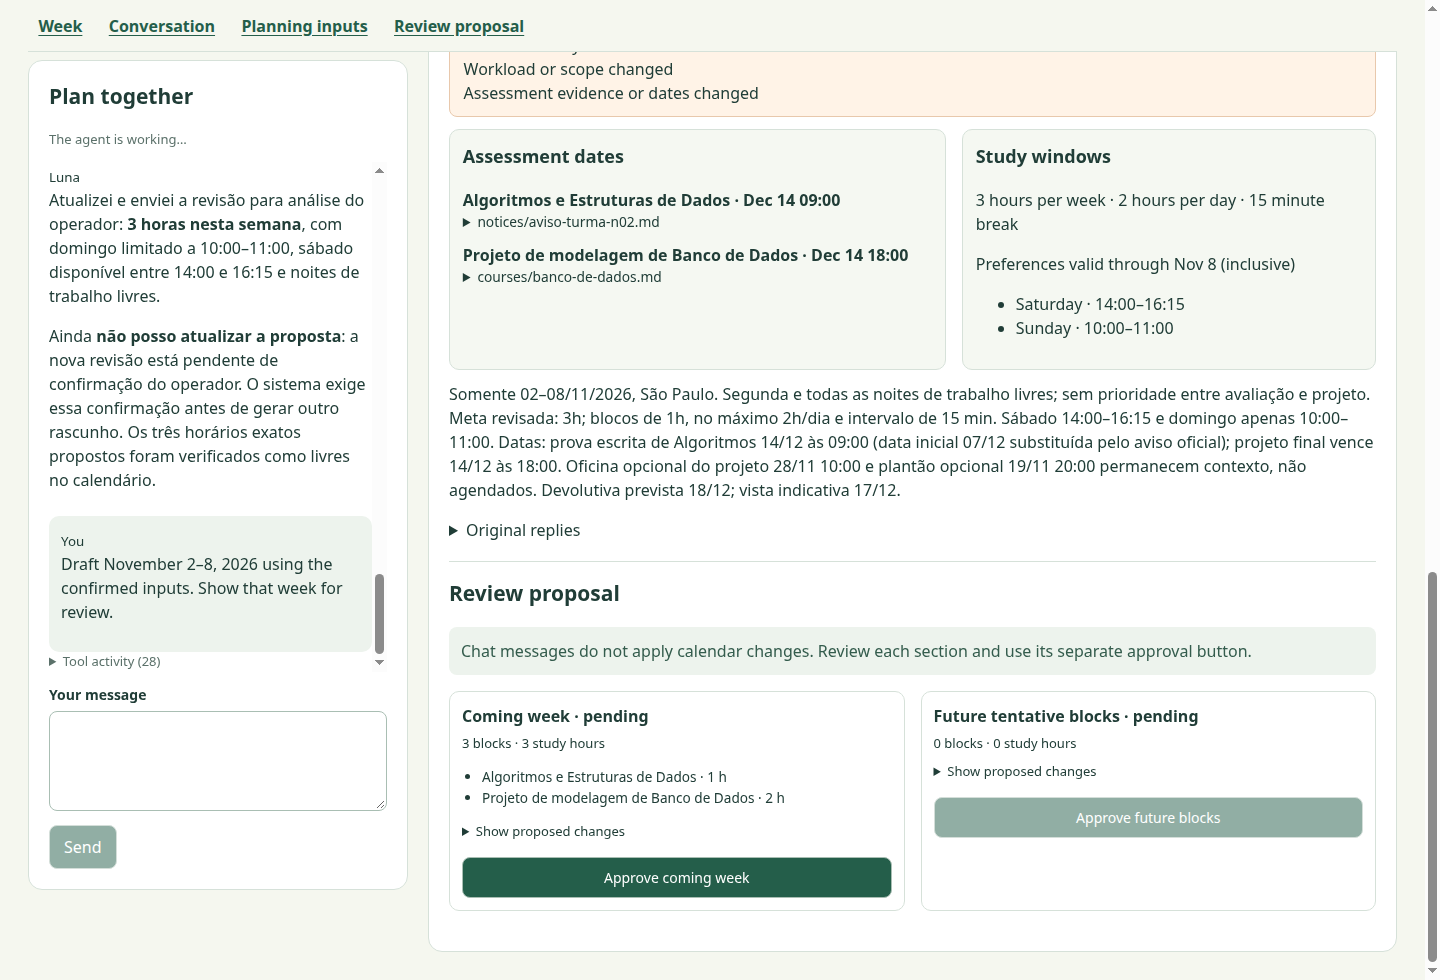 Week Conversation Planning inputs Review proposal
Plan together
The agent is working...
Luna
Atualizei e enviei a revisão para análise do
operador: 3 horas nesta semana, com
domingo limitado a 10:00–11:00, sábado
disponível entre 14:00 e 16:15 e noites de
trabalho livres.
Ainda não posso atualizar a proposta: a
nova revisão está pendente de
confirmação do operador. O sistema exige
essa confirmação antes de gerar outro
rascunho. Os três horários exatos
propostos foram verificados como livres
no calendário.
You
Draft November 2–8, 2026 using the
confirmed inputs. Show that week for
review.
Tool activity (28)
Your message
Send
Workload or scope changed
Assessment evidence or dates changed
Assessment dates
Algoritmos e Estruturas de Dados · Dec 14 09:00
notices/aviso-turma-n02.md
Projeto de modelagem de Banco de Dados · Dec 14 18:00
courses/banco-de-dados.md
Study windows
3 hours per week · 2 hours per day · 15 minute
break
Preferences valid through Nov 8 (inclusive)
Saturday · 14:00–16:15
Sunday · 10:00–11:00
Somente 02–08/11/2026, São Paulo. Segunda e todas as noites de trabalho livres; sem prioridade entre avaliação e projeto.
Meta revisada: 3h; blocos de 1h, no máximo 2h/dia e intervalo de 15 min. Sábado 14:00–16:15 e domingo apenas 10:00–
11:00. Datas: prova escrita de Algoritmos 14/12 às 09:00 (data inicial 07/12 substituída pelo aviso oficial); projeto final vence
14/12 às 18:00. Oficina opcional do projeto 28/11 10:00 e plantão opcional 19/11 20:00 permanecem contexto, não
agendados. Devolutiva prevista 18/12; vista indicativa 17/12.
Original replies
Review proposal
Chat messages do not apply calendar changes. Review each section and use its separate approval button.
Coming week · pending
3 blocks · 3 study hours
Algoritmos e Estruturas de Dados · 1 h
Projeto de modelagem de Banco de Dados · 2 h
Show proposed changes
Approve coming week
Future tentative blocks · pending
0 blocks · 0 study hours
Show proposed changes
Approve future blocks